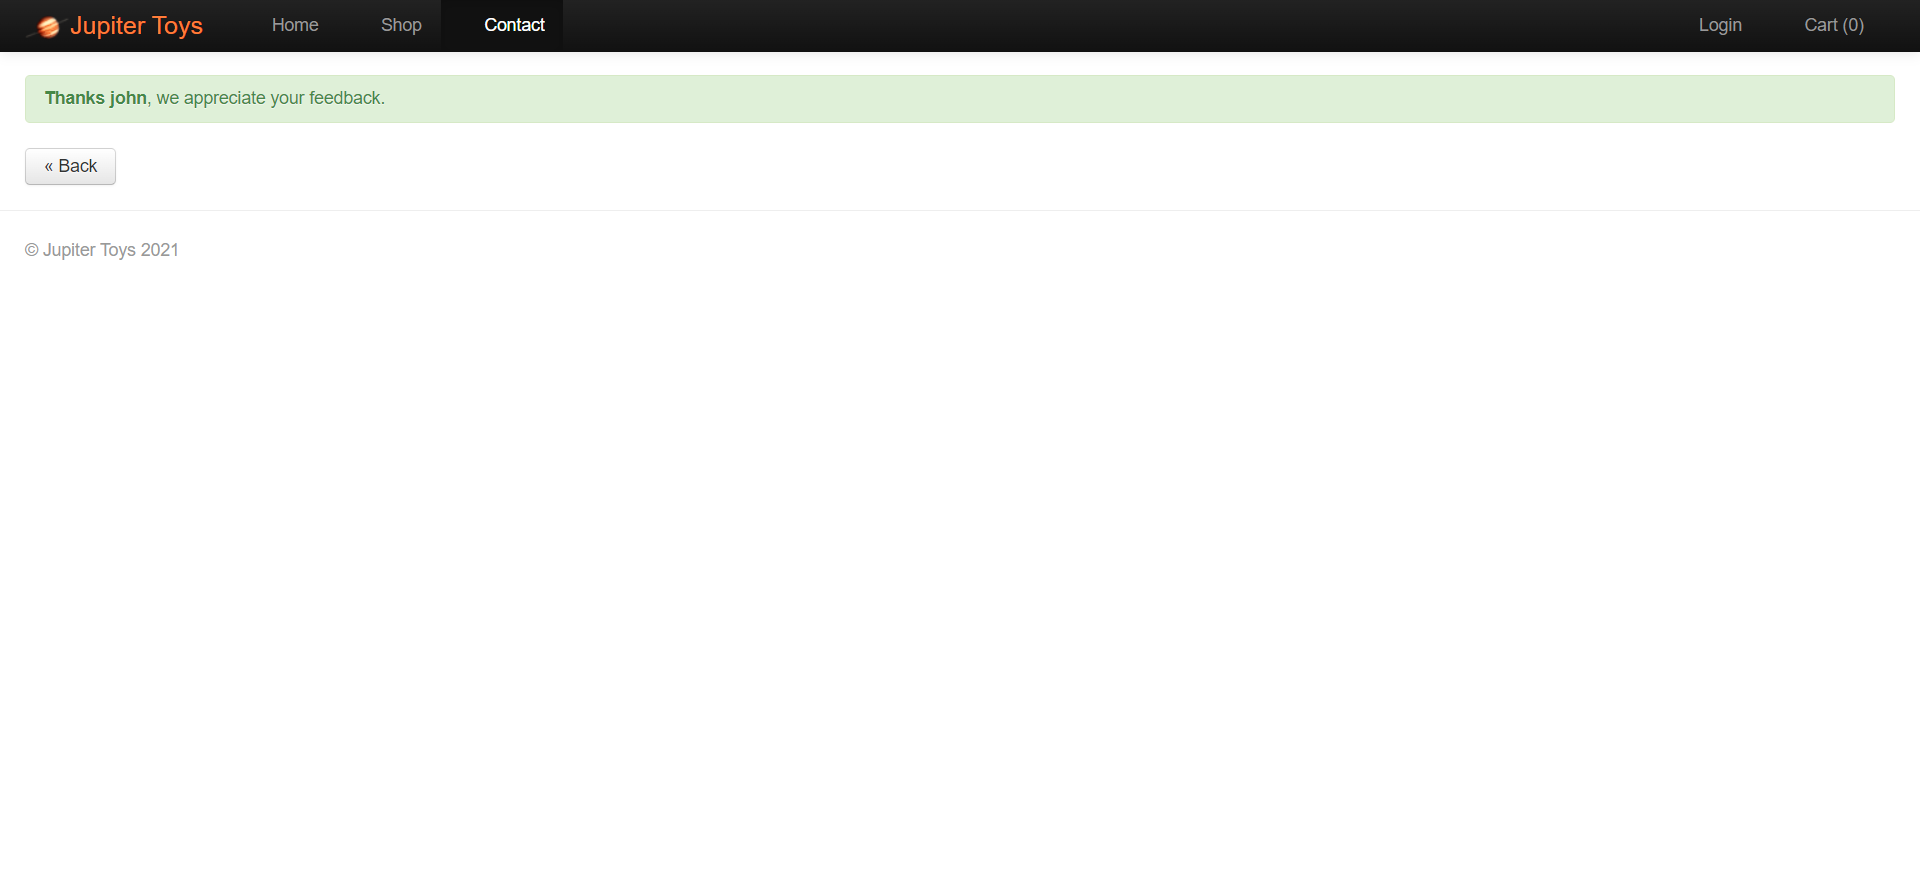 Jupiter Toys Home Shop Contact Login Cart (0)
Thanks john, we appreciate your feedback.
« Back
© Jupiter Toys 2021